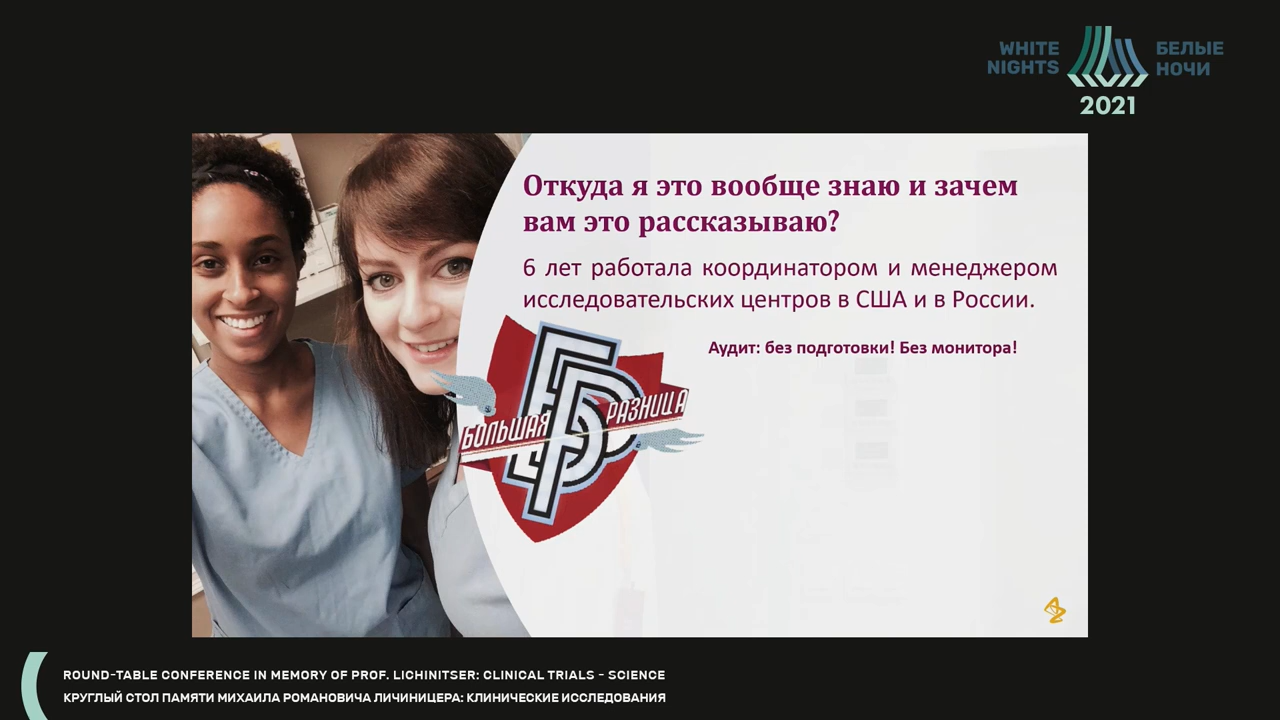 WHITE
NIGHTS
БЕЛЫЕ
НОЧИ
2021
Откуда я это вообще знаю и зачем
вам это рассказываю?
6 лет работала координатором и менеджером
исследовательских центров в США и в России.
Аудит: без подготовки! Без монитора!
БР
БОЛЬШАЯ РАЗНИЦА
ROUND-TABLE CONFERENCE IN MEMORY OF PROF. LICHINITSER: CLINICAL TRIALS - SCIENCE
КРУГЛЫЙ СТОЛ ПАМЯТИ МИХАИЛА РОМАНОВИЧА ЛИЧИНИЦЕРА: КЛИНИЧЕСКИЕ ИССЛЕДОВАНИЯ